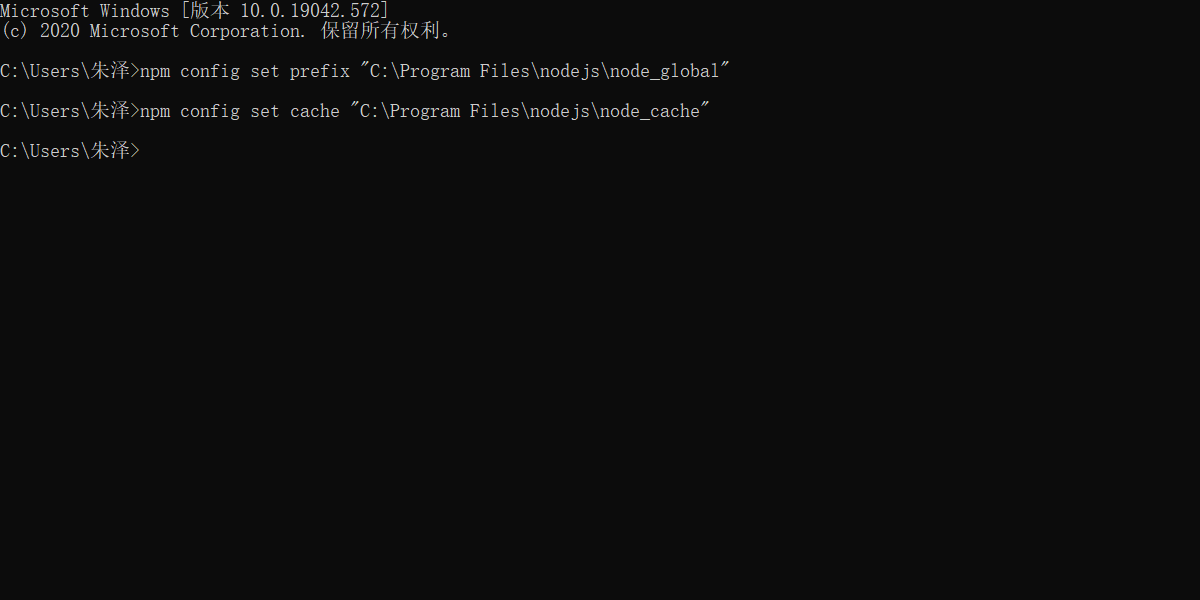 Microsoft Windows [版本 10.0.19042.572]
(c) 2020 Microsoft Corporation. 保留所有权利。
C:\Users\朱泽>npm config set prefix "C:\Program Files\nodejs\node_global"
C:\Users\朱泽>npm config set cache "C:\Program Files\nodejs\node_cache"
C:\Users\朱泽>